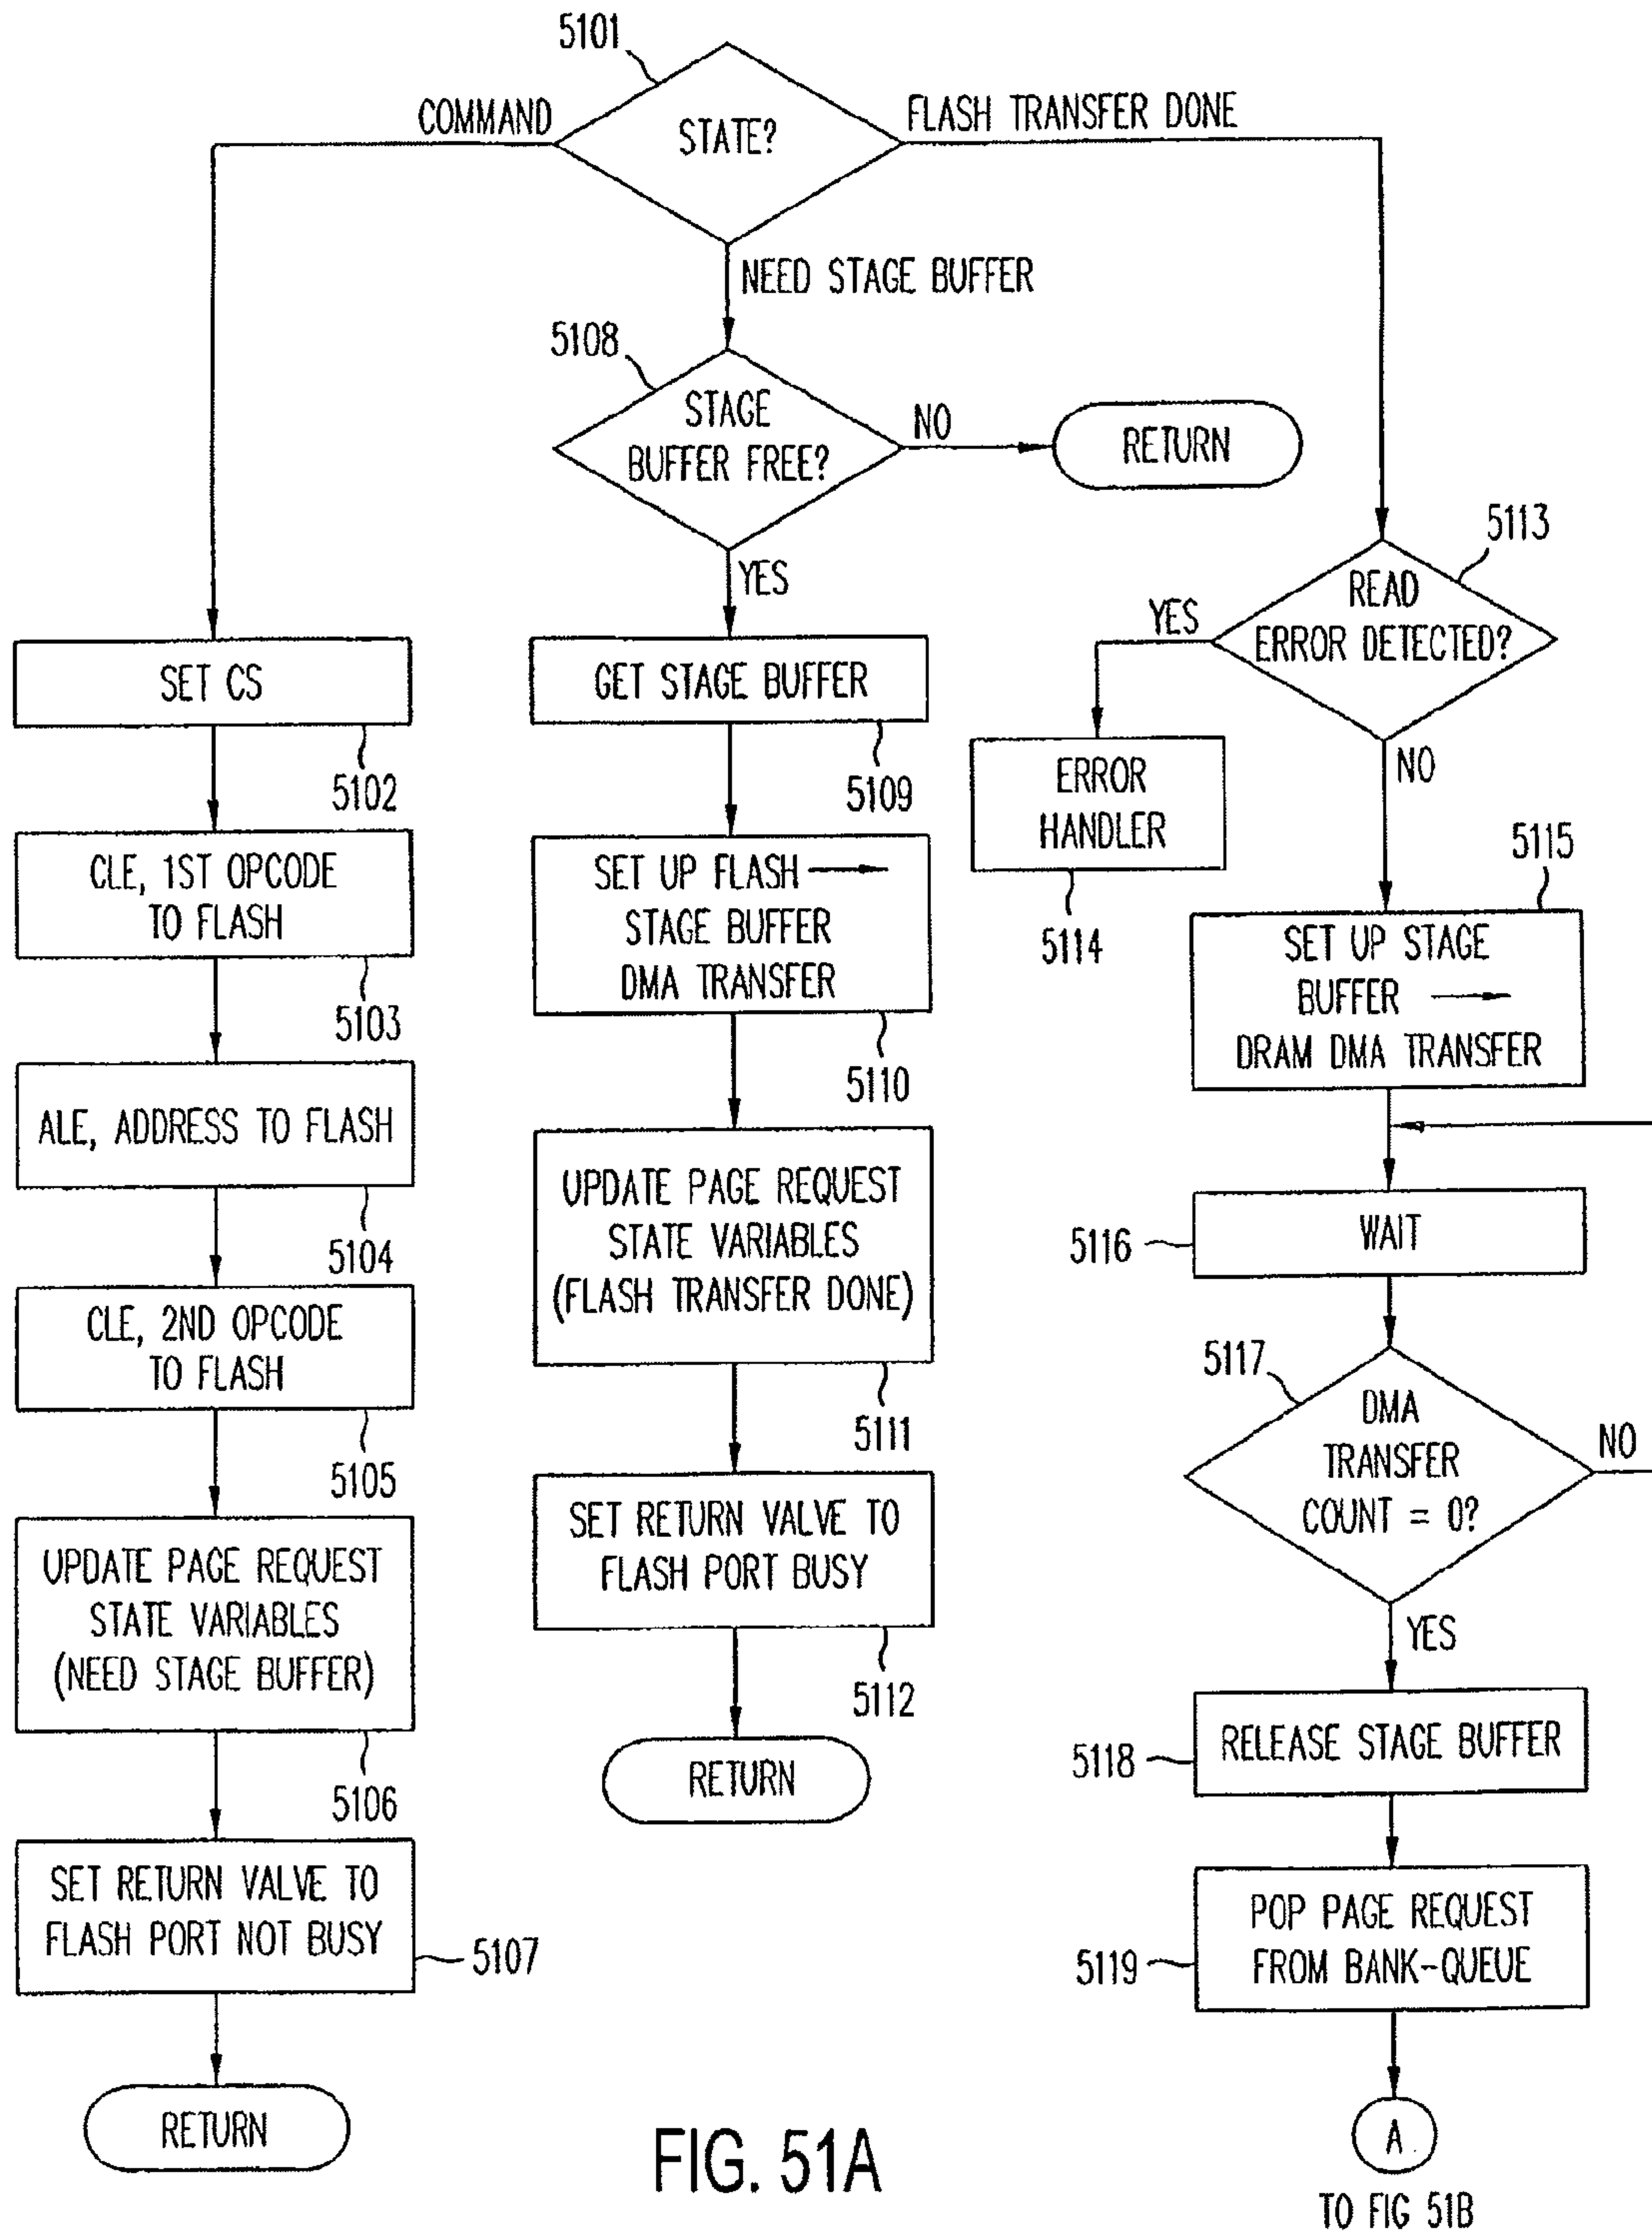 5101
STATE?
COMMAND
FLASH TRANSFER DONE
NEED STAGE BUFFER
SET CS
5102
CLE, 1ST OPCODE
TO FLASH
5103
ALE, ADDRESS TO FLASH
5104
CLE, 2ND OPCODE
TO FLASH
5105
UPDATE PAGE REQUEST
STATE VARIABLES
(NEED STAGE BUFFER)
5106
SET RETURN VALVE TO
FLASH PORT NOT BUSY
5107
RETURN
5108
STAGE
BUFFER FREE?
NO
RETURN
YES
GET STAGE BUFFER
5109
SET UP FLASH →
STAGE BUFFER
DMA TRANSFER
5110
UPDATE PAGE REQUEST
STATE VARIABLES
(FLASH TRANSFER DONE)
5111
SET RETURN VALVE TO
FLASH PORT BUSY
5112
RETURN
5113
READ
ERROR DETECTED?
YES
ERROR
HANDLER
5114
NO
5115
SET UP STAGE
BUFFER →
DRAM DMA TRANSFER
5116
WAIT
5117
DMA
TRANSFER
COUNT = 0?
NO
YES
5118
RELEASE STAGE BUFFER
5119
POP PAGE REQUEST
FROM BANK-QUEUE
A
TO FIG 51B
FIG. 51A